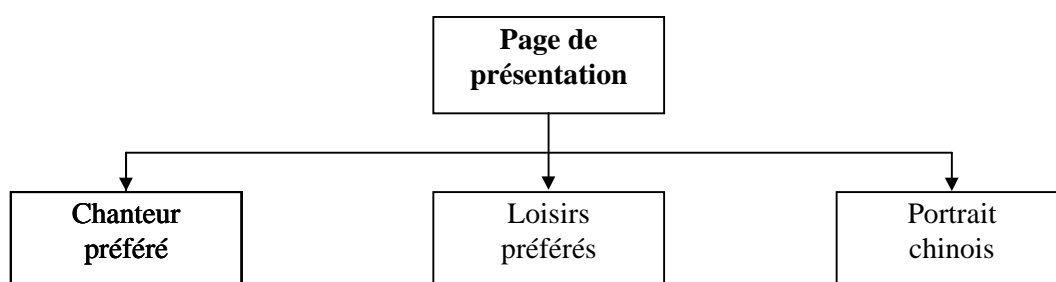 Page de
présentation
Chanteur
préféré
Loisirs
préférés
Portrait
chinois